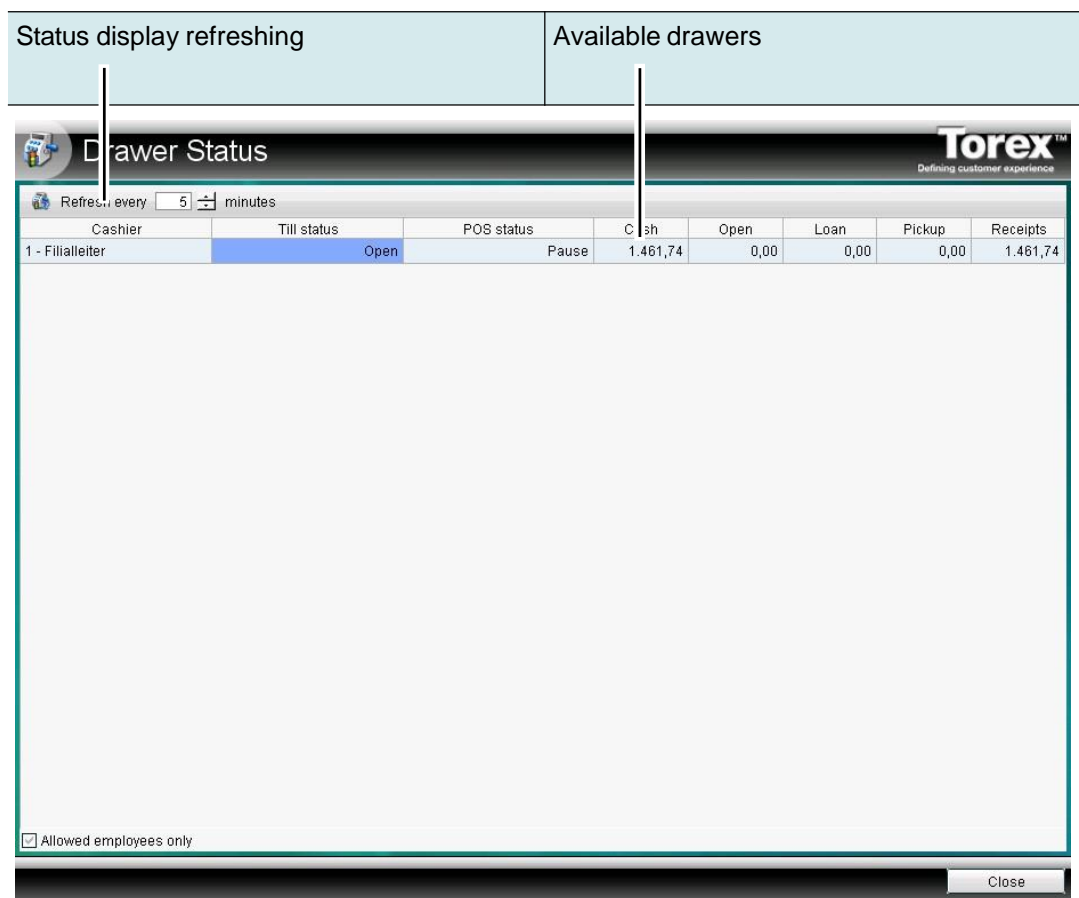 Status display refreshing Available drawers
Drawer Status
Torex™
Defining customer experience
Refresh every 5 minutes
Cashier Till status POS status Cash Open Loan Pickup Receipts
1 - Filialleiter Open Pause 1.461,74 0,00 0,00 0,00 1.461,74
Allowed employees only
Close